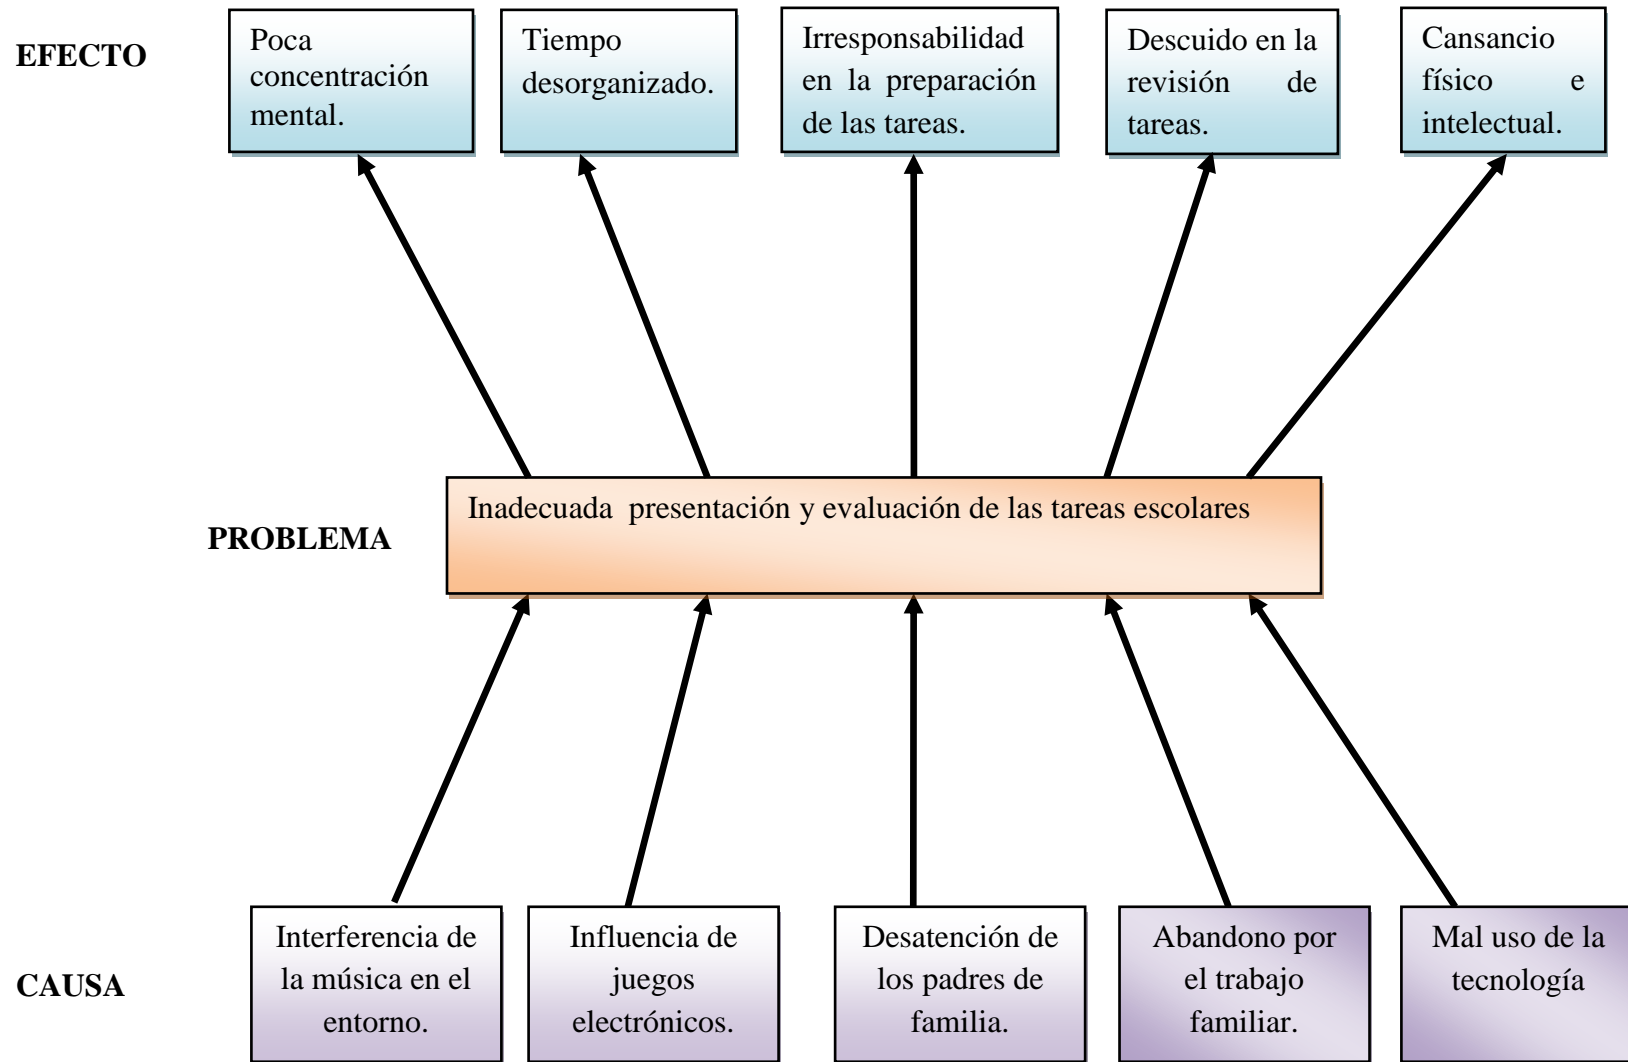 EFECTO
Poca
concentración
mental.
Tiempo
desorganizado.
Irresponsabilidad
en la preparación
de las tareas.
Descuido en la
revisión de
tareas.
Cansancio
físico e
intelectual.
PROBLEMA
Inadecuada presentación y evaluación de las tareas escolares
CAUSA
Interferencia de
la música en el
entorno.
Influencia de
juegos
electrónicos.
Desatención de
los padres de
familia.
Abandono por
el trabajo
familiar.
Mal uso de la
tecnología